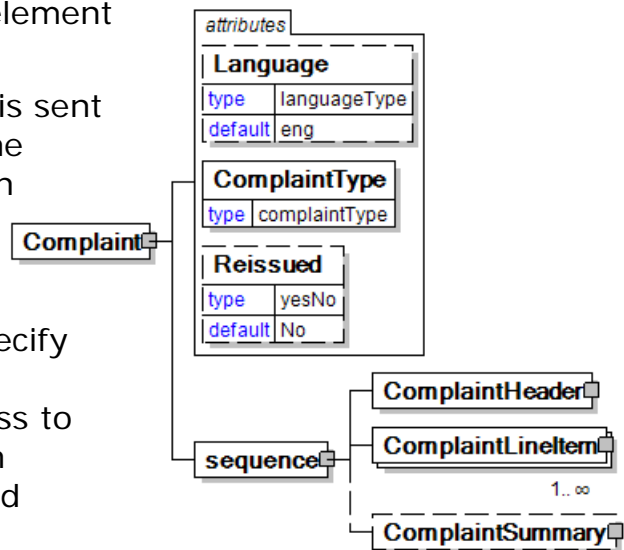 element
is sent
ne
n
ecify
ss to
n
d
attributes
Language
type languageType
default eng
ComplaintType
type complaintType
Reissued
type yesNo
default No
Complaint
sequence
ComplaintHeader
ComplaintLineItem
1.. ∞
ComplaintSummary